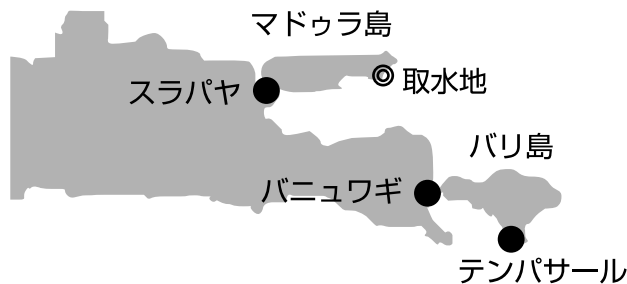 マドゥラ島
取水地
スラパヤ
バリ島
バニュワギ
テンパサール